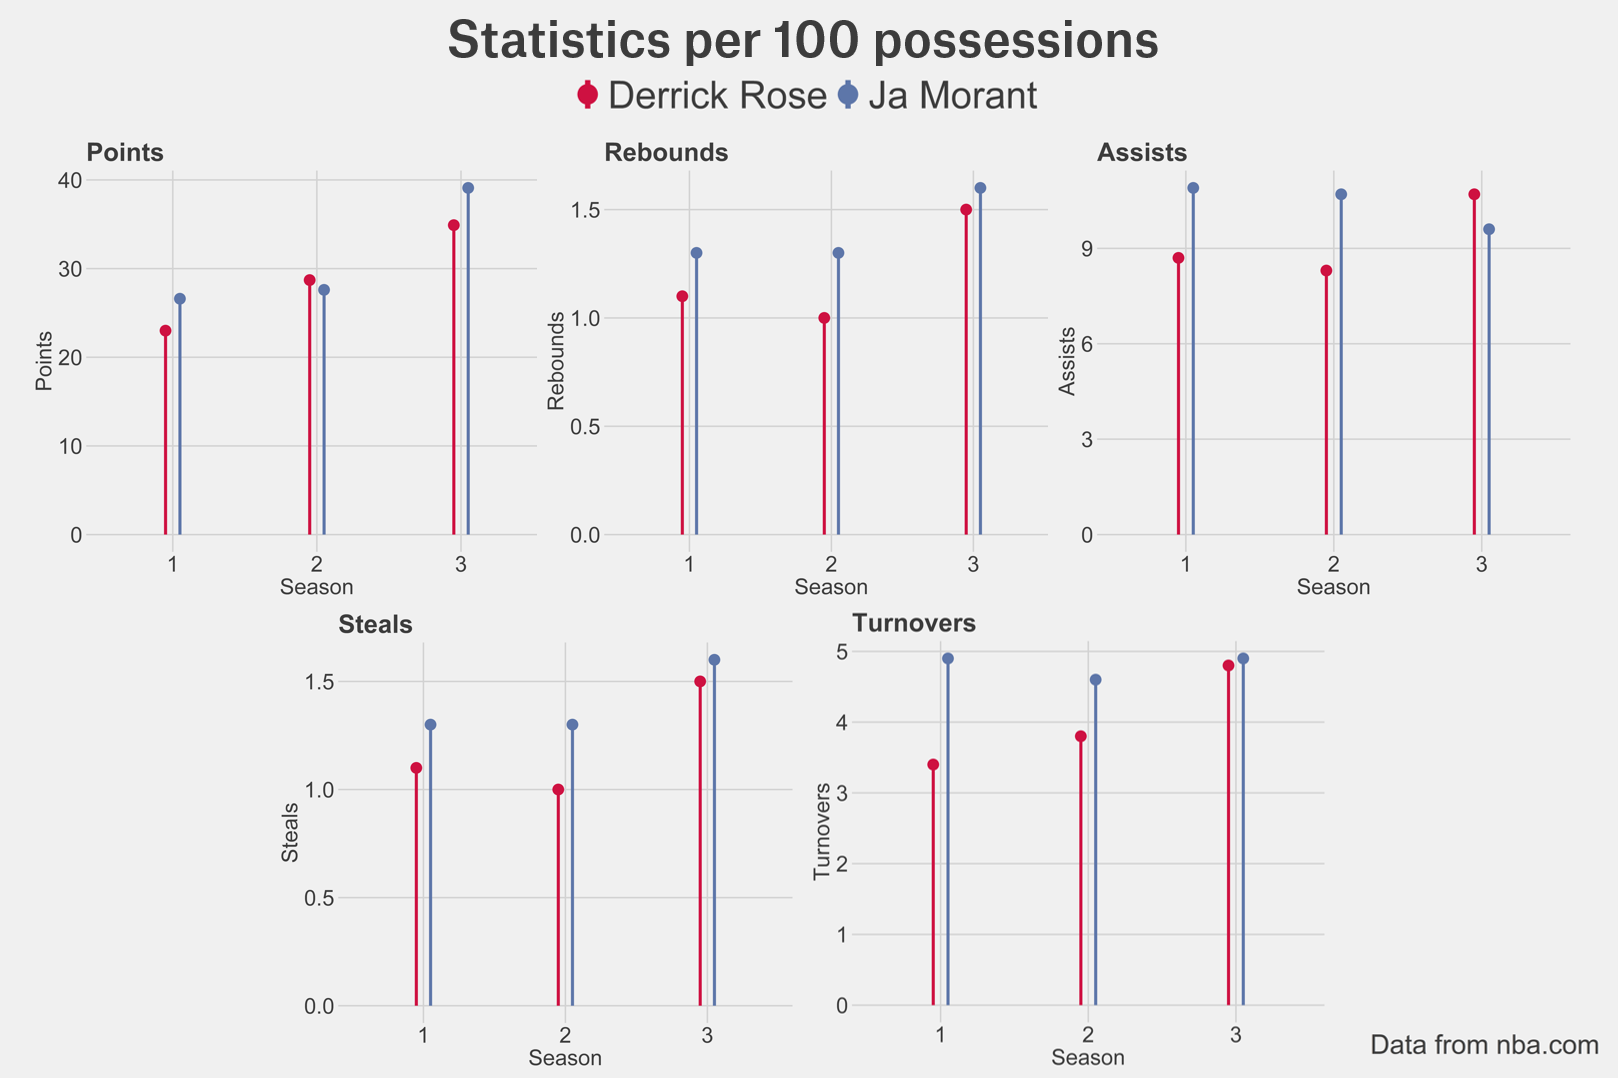 Statistics per 100 possessions
Derrick Rose Ja Morant
Points
40
30
20
10
0
Points
1 2 3
Season
Rebounds
1.5
1.0
0.5
0.0
Rebounds
1 2 3
Season
Assists
9
6
3
0
Assists
1 2 3
Season
Steals
1.5
1.0
0.5
0.0
Steals
1 2 3
Season
Turnovers
5
4
3
2
1
0
Turnovers
1 2 3
Season
Data from nba.com